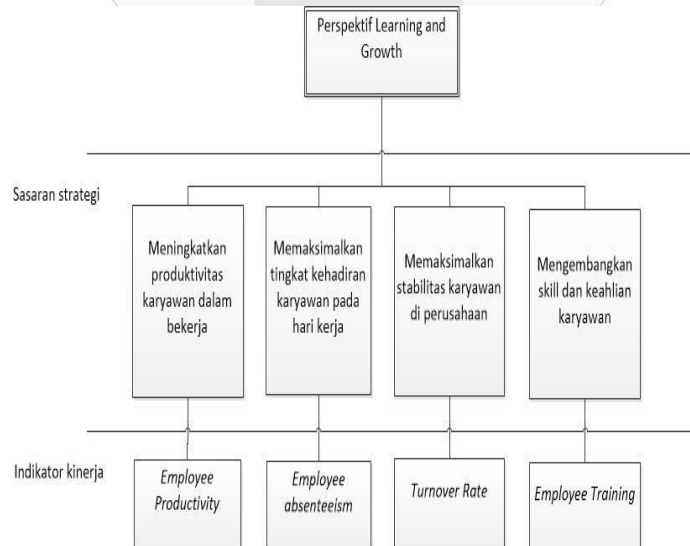 Perspektif Learning and
Growth
Sasaran strategi
Meningkatkan
produktivitas
karyawan dalam
bekerja
Memaksimalkan
tingkat kehadiran
karyawan pada
hari kerja
Memaksimalkan
stabilitas karyawan
di perusahaan
Mengembangkan
skill dan keahlian
karyawan
Indikator kinerja
Employee
Productivity
Employee
absenteeism
Turnover Rate
Employee Training